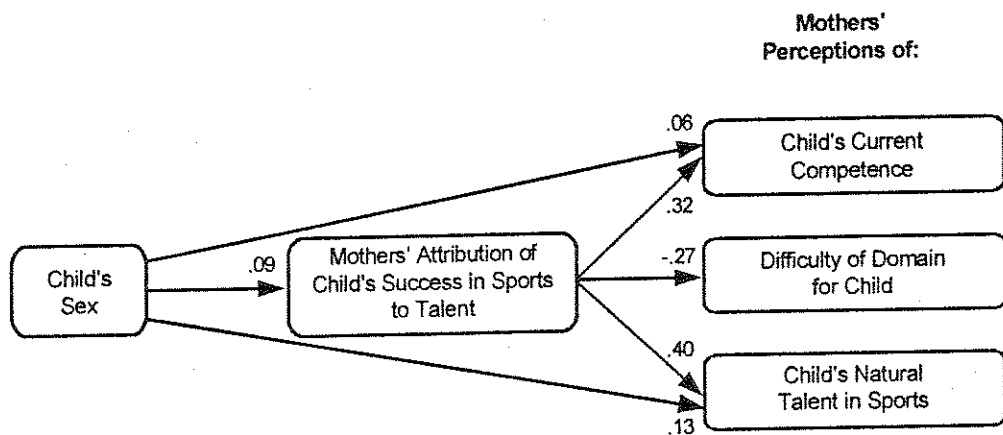 Mothers'
Perceptions of:
.06
Child's Current
Competence
.32
.09
Mothers' Attribution of
Child's Success in Sports
to Talent
Child's
Sex
-.27
Difficulty of Domain
for Child
.40
Child's Natural
Talent in Sports
.13